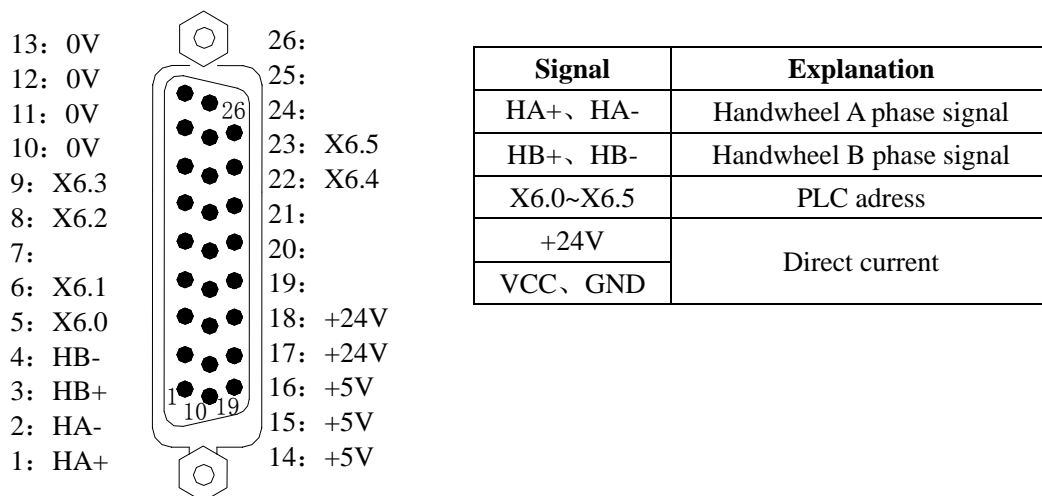 13：0V
12：0V
11：0V
10：0V
9：X6.3
8：X6.2
7：
6：X6.1
5：X6.0
4：HB-
3：HB+
2：HA-
1：HA+
26
1
10
19
26：
25：
24：
23：X6.5
22：X6.4
21：
20：
19：
18：+24V
17：+24V
16：+5V
15：+5V
14：+5V
Signal Explanation
HA+、HA- Handwheel A phase signal
HB+、HB- Handwheel B phase signal
X6.0~X6.5 PLC adress
+24V Direct current
VCC、GND